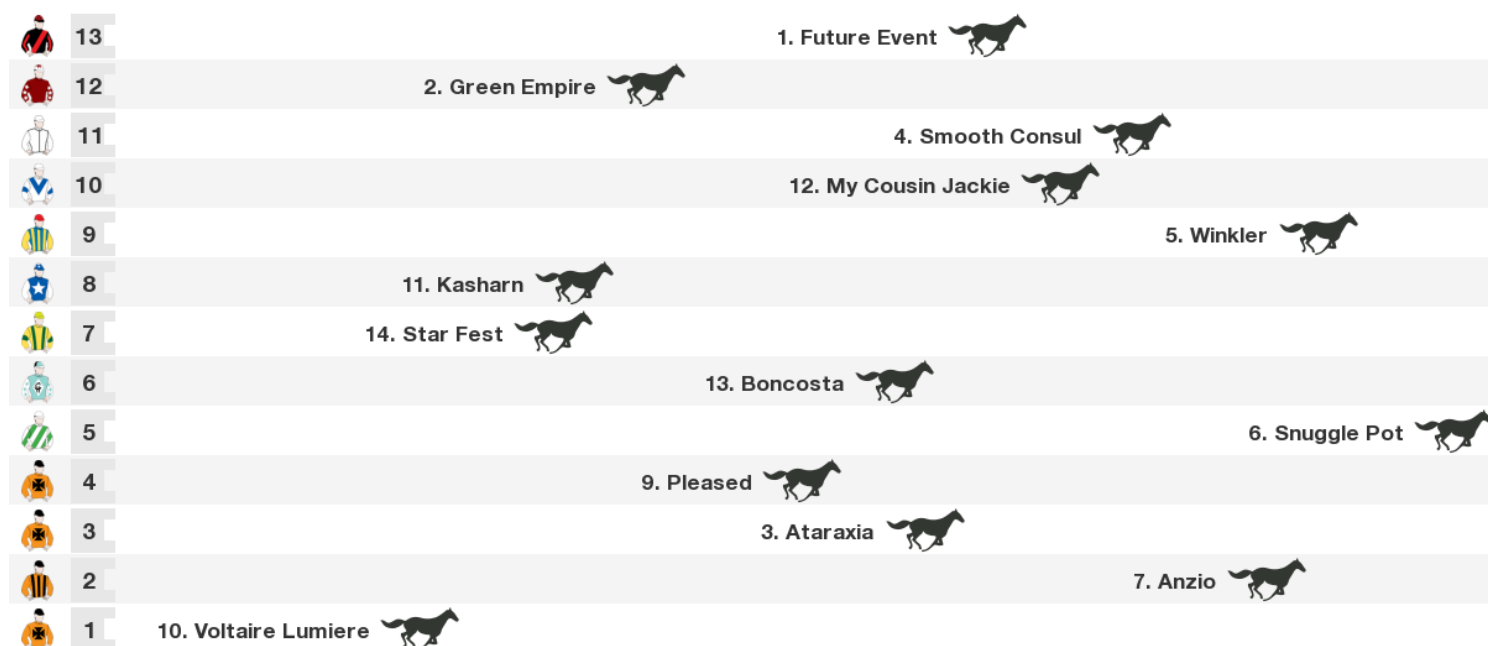 13 1. Future Event
12 2. Green Empire
11 4. Smooth Consul
10 12. My Cousin Jackie
9 5. Winkler
8 11. Kasharn
7 14. Star Fest
6 13. Boncosta
5 6. Snuggle Pot
4 9. Pleased
3 3. Ataraxia
2 7. Anzio
1 10. Voltaire Lumiere